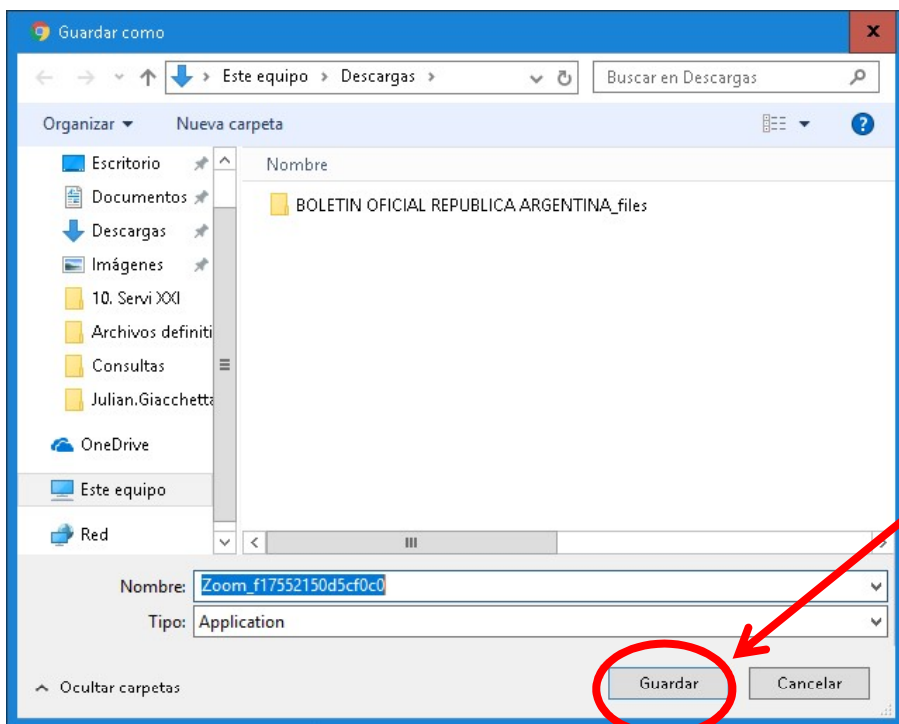 Guardar como
Este equipo > Descargas >
Buscar en Descargas
Organizar
Nueva carpeta
Escritorio
Documentos
Descargas
Imágenes
10. Servi XXI
Archivos definiti
Consultas
Julian.Giacchetta
OneDrive
Este equipo
Red
Nombre
BOLETIN OFICIAL REPUBLICA ARGENTINA_files
Nombre: Zoom_f17552150d5cf0c0
Tipo: Application
Ocultar carpetas
Guardar
Cancelar